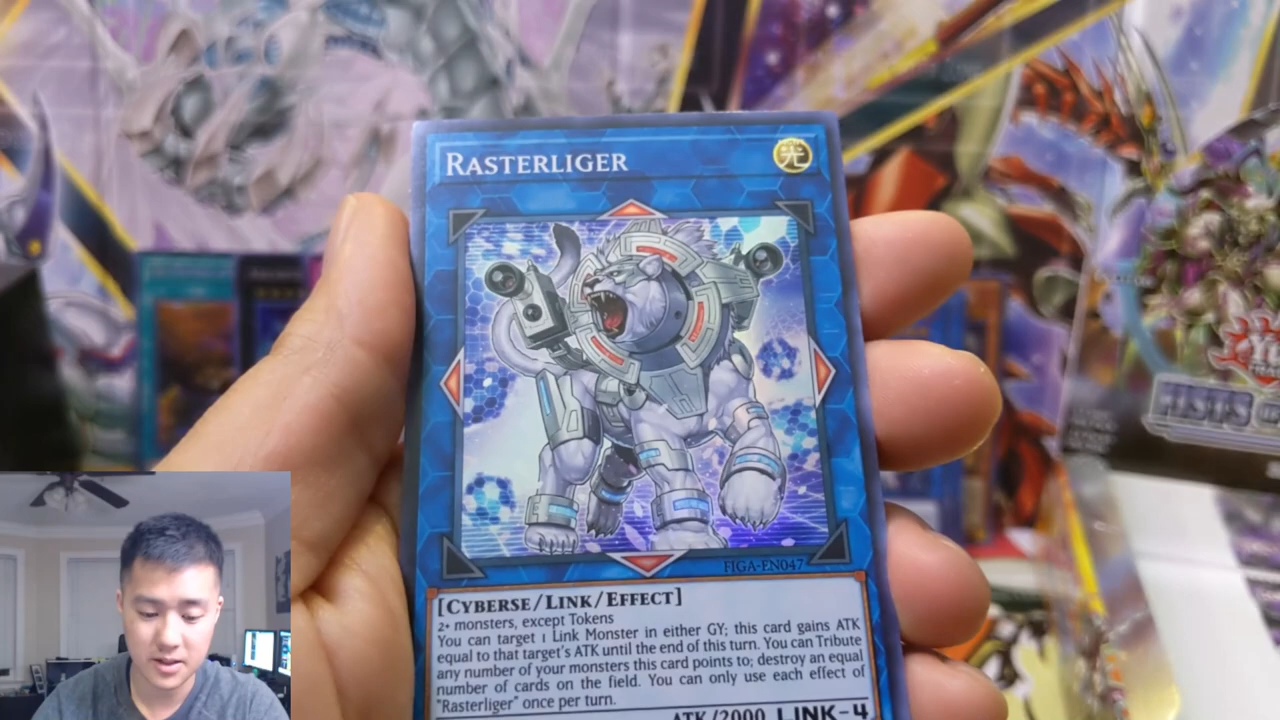 RASTERLIGER
光
FIGA-EN047
[CYBERSE/LINK/EFFECT]
2+ monsters, except Tokens
You can target 1 Link Monster in either GY; this card gains ATK
equal to that target's ATK until the end of this turn. You can Tribute
any number of your monsters this card points to; destroy an equal
number of cards on the field. You can only use each effect of
"Rasterliger" once per turn.
ATK/2000 LINK-4
FISTS